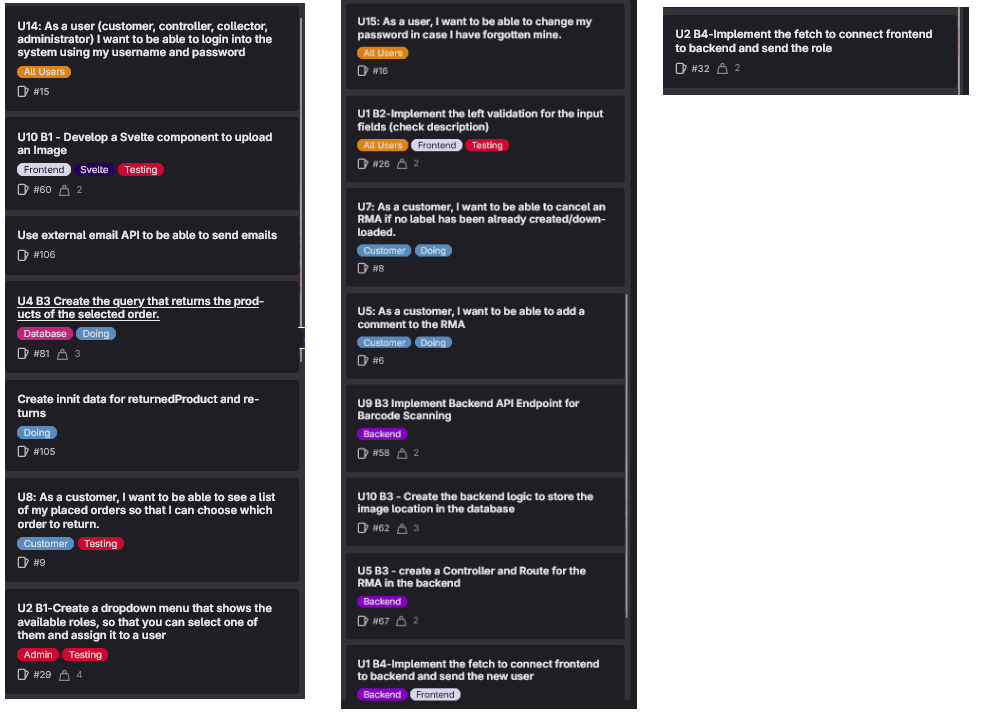 U14: As a user (customer, controller, collector,
administrator) I want to be able to login into the
system using my username and password
All Users
#15
U10 B1 - Develop a Svelte component to upload
an Image
Frontend Svelte Testing
#60 2
Use external email API to be able to send emails
#106
U4 B3 Create the query that returns the prod-
ucts of the selected order.
Database Doing
#81 3
Create innit data for returnedProduct and re-
turns
Doing
#105
U8: As a customer, I want to be able to see a list
of my placed orders so that I can choose which
order to return.
Customer Testing
#9
U2 B1-Create a dropdown menu that shows the
available roles, so that you can select one of
them and assign it to a user
Admin Testing
#29 4
U15: As a user, I want to be able to change my
password in case I have forgotten mine.
All Users
#16
U1 B2-Implement the left validation for the input
fields (check description)
All Users Frontend Testing
#26 2
U7: As a customer, I want to be able to cancel an
RMA if no label has been already created/down-
loaded.
Customer Doing
#8
U5: As a customer, I want to be able to add a
comment to the RMA
Customer Doing
#6
U9 B3 Implement Backend API Endpoint for
Barcode Scanning
Backend
#58 2
U10 B3 - Create the backend logic to store the
image location in the database
#62 3
U5 B3 - create a Controller and Route for the
RMA in the backend
Backend
#67 2
U1 B4-Implement the fetch to connect frontend
to backend and send the new user
Backend Frontend
U2 B4-Implement the fetch to connect frontend
to backend and send the role
#32 2